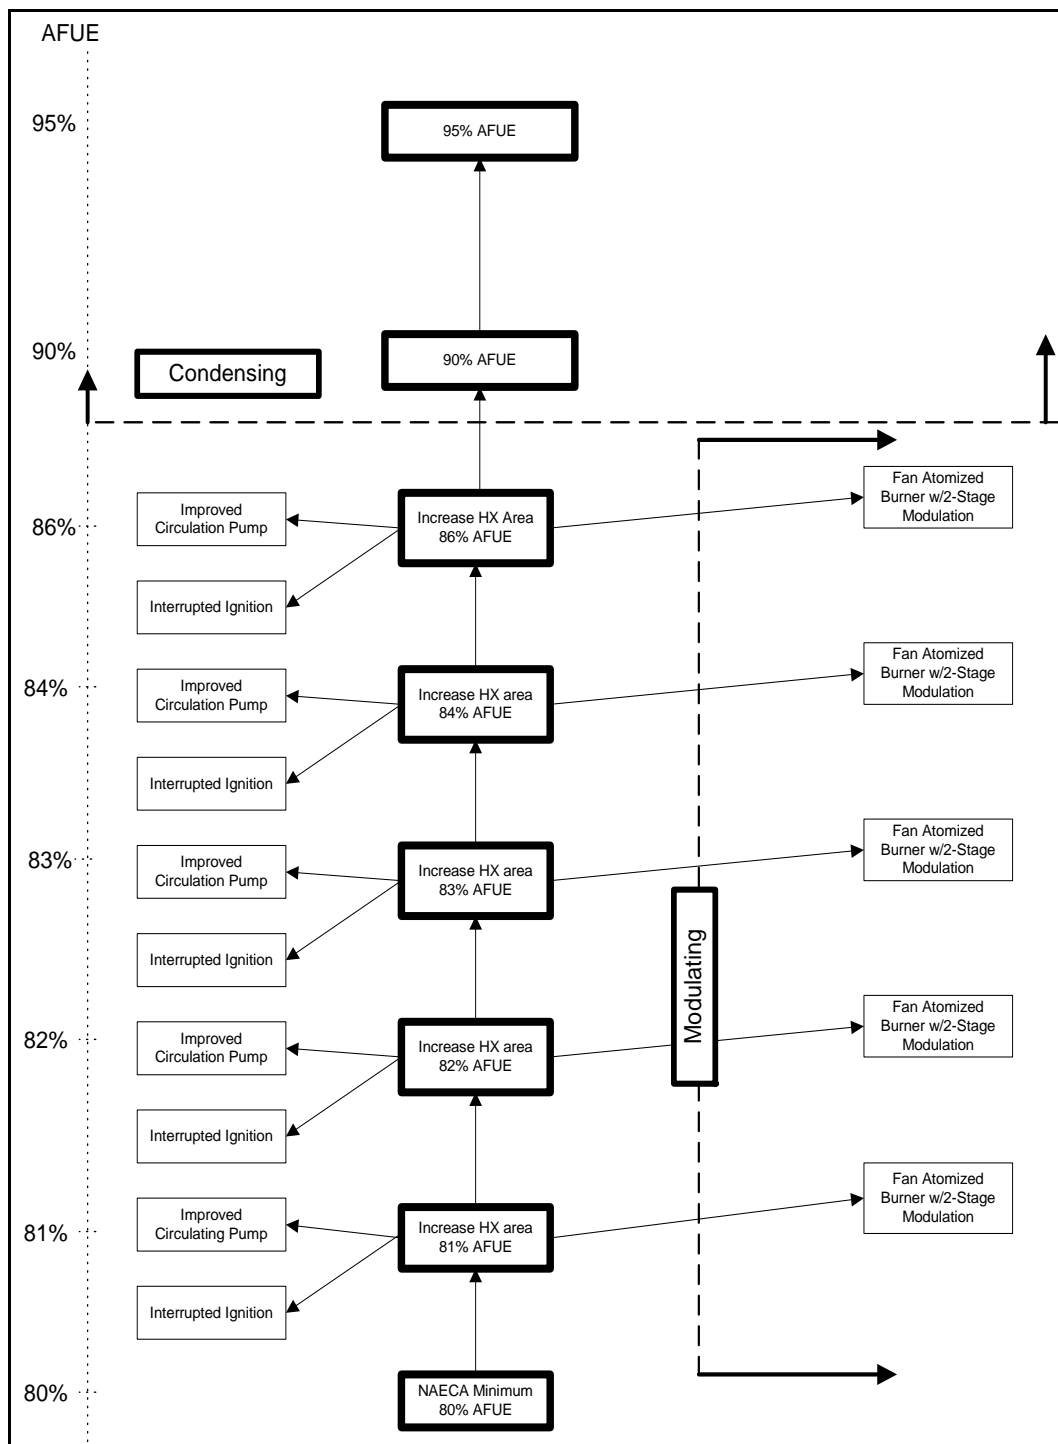 AFUE
95%
95% AFUE
90%
90% AFUE
Condensing
86%
Improved
Circulation Pump
Increase HX Area
86% AFUE
Fan Atomized
Burner w/2-Stage
Modulation
Interrupted Ignition
84%
Improved
Circulation Pump
Increase HX area
84% AFUE
Fan Atomized
Burner w/2-Stage
Modulation
Interrupted Ignition
83%
Improved
Circulation Pump
Increase HX area
83% AFUE
Fan Atomized
Burner w/2-Stage
Modulation
Interrupted Ignition
Modulating
82%
Improved
Circulation Pump
Increase HX area
82% AFUE
Fan Atomized
Burner w/2-Stage
Modulation
Interrupted Ignition
81%
Improved
Circulating Pump
Increase HX area
81% AFUE
Fan Atomized
Burner w/2-Stage
Modulation
Interrupted Ignition
80%
NAECA Minimum
80% AFUE